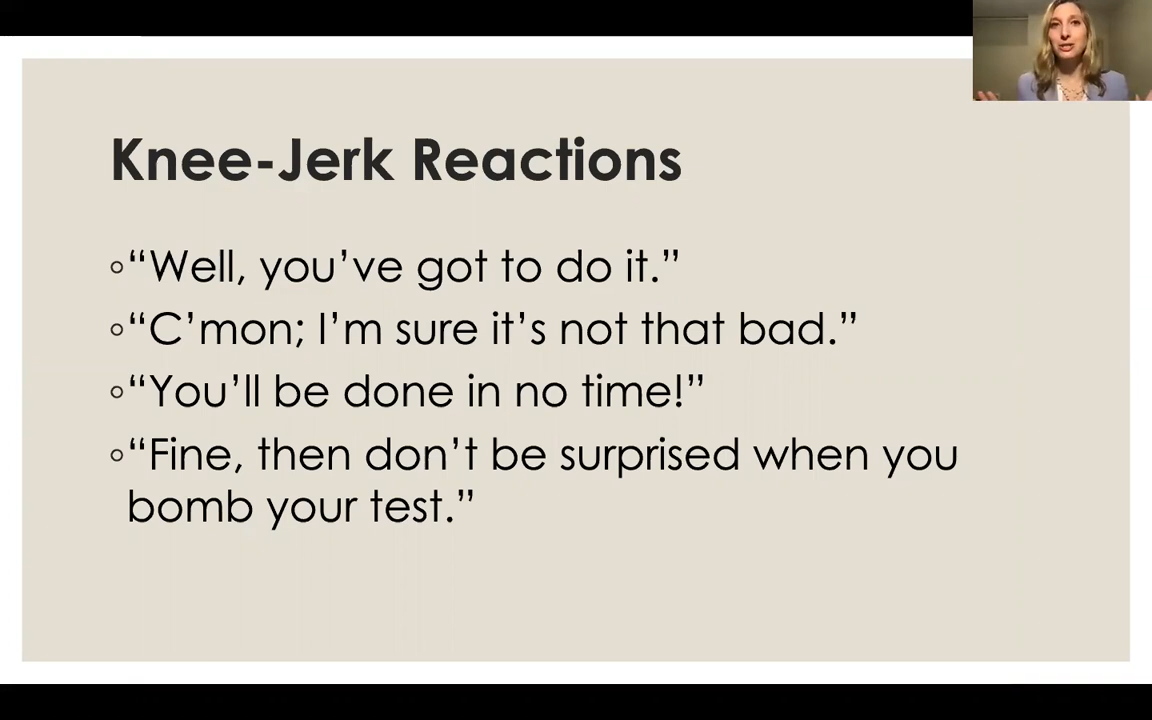 Knee-Jerk Reactions
◦“Well, you’ve got to do it.”
◦“C’mon; I’m sure it’s not that bad.”
◦“You’ll be done in no time!”
◦“Fine, then don’t be surprised when you
bomb your test.”